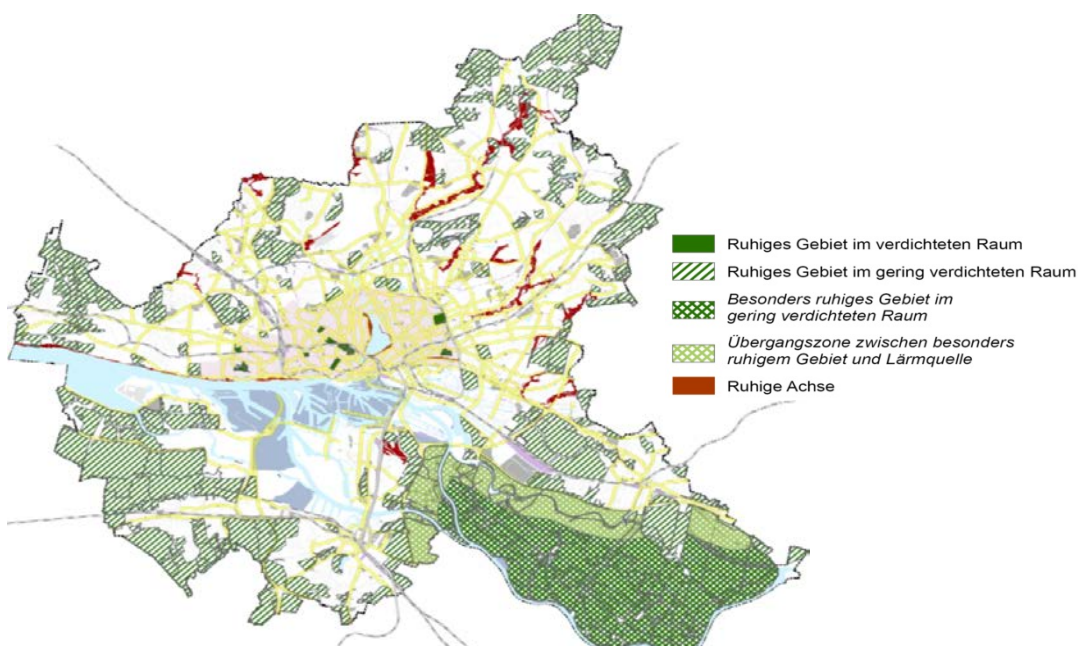 Ruhiges Gebiet im verdichteten Raum
Ruhiges Gebiet im gering verdichteten Raum
Besonders ruhiges Gebiet im
gering verdichteten Raum
Übergangszone zwischen besonders
ruhigem Gebiet und Lärmquelle
Ruhige Achse